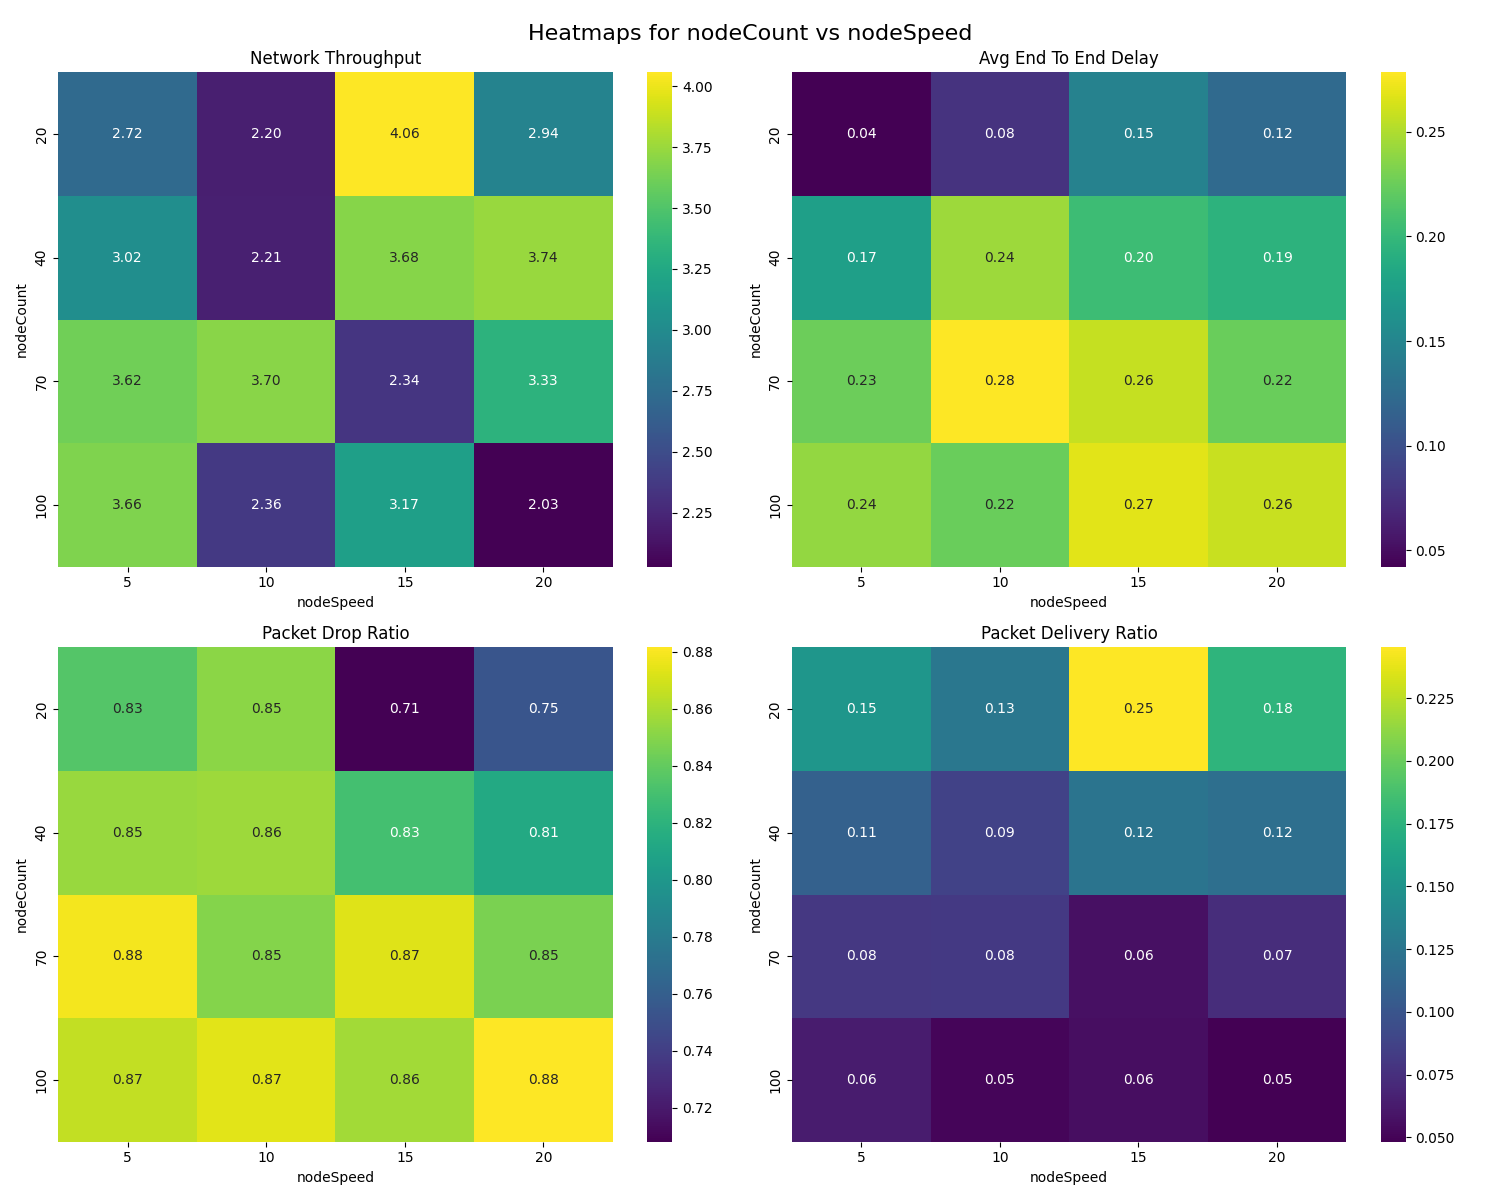 Heatmaps for nodeCount vs nodeSpeed
Network Throughput
nodeCount
20
40
70
100
2.72 2.20 4.06 2.94
3.02 2.21 3.68 3.74
3.62 3.70 2.34 3.33
3.66 2.36 3.17 2.03
5 10 15 20
nodeSpeed
4.00
3.75
3.50
3.25
3.00
2.75
2.50
2.25
Avg End To End Delay
nodeCount
20
40
70
100
0.04 0.08 0.15 0.12
0.17 0.24 0.20 0.19
0.23 0.28 0.26 0.22
0.24 0.22 0.27 0.26
5 10 15 20
nodeSpeed
0.25
0.20
0.15
0.10
0.05
Packet Drop Ratio
nodeCount
20
40
70
100
0.83 0.85 0.71 0.75
0.85 0.86 0.83 0.81
0.88 0.85 0.87 0.85
0.87 0.87 0.86 0.88
5 10 15 20
nodeSpeed
0.88
0.86
0.84
0.82
0.80
0.78
0.76
0.74
0.72
Packet Delivery Ratio
nodeCount
20
40
70
100
0.15 0.13 0.25 0.18
0.11 0.09 0.12 0.12
0.08 0.08 0.06 0.07
0.06 0.05 0.06 0.05
5 10 15 20
nodeSpeed
0.225
0.200
0.175
0.150
0.125
0.100
0.075
0.050